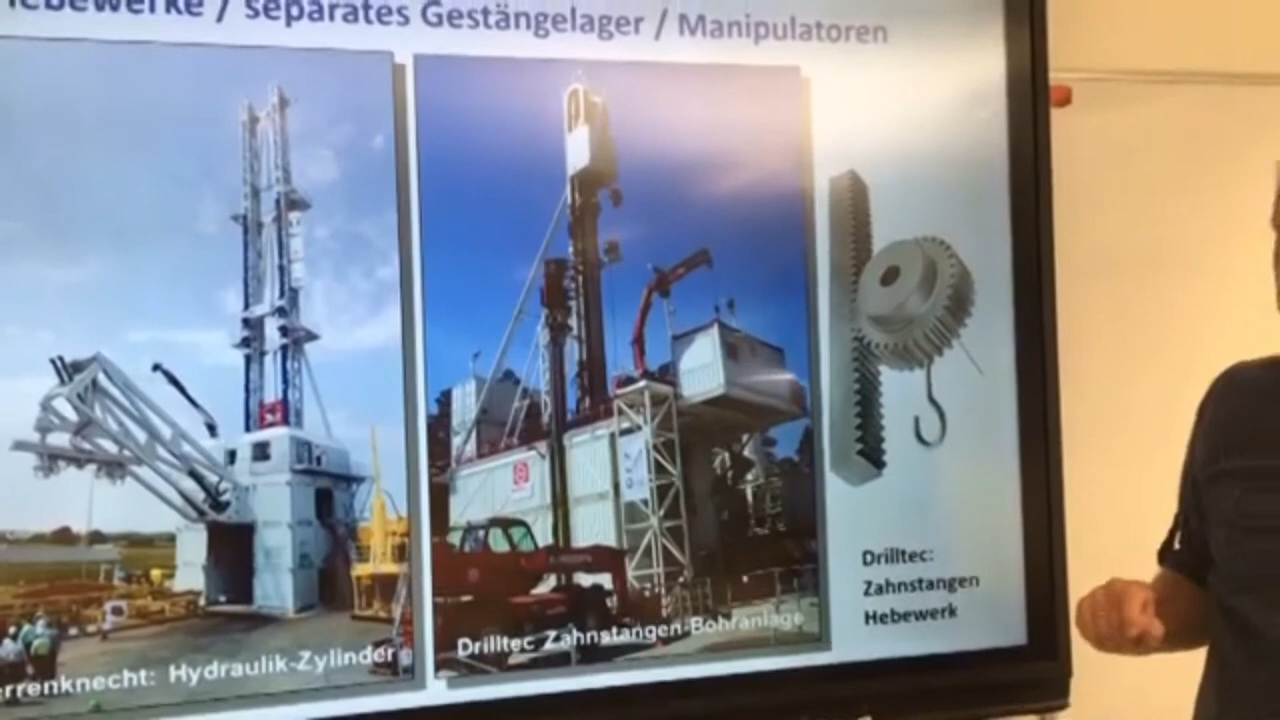 / separates Gestängelager / Manipulatoren
Hydraulik-Zylinder
Drilltec Zahnstangen-Bohranlage
Drilltec:
Zahnstangen
Hebewerk